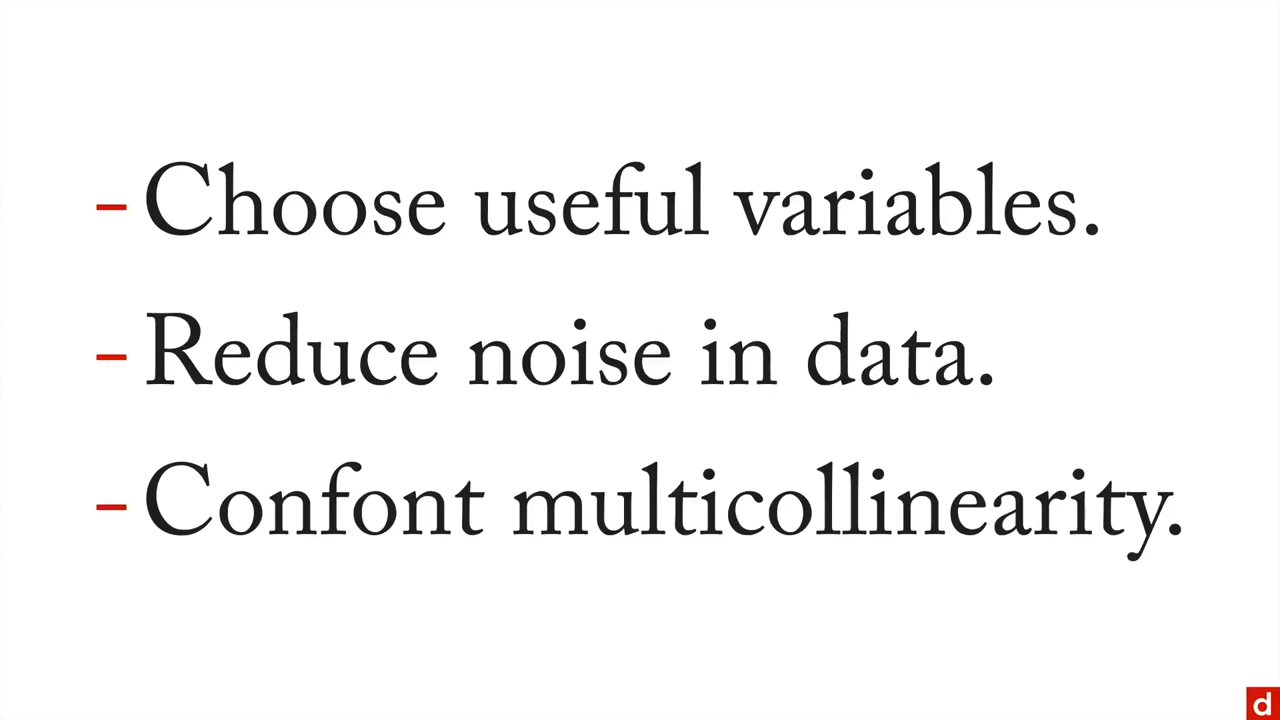 - Choose useful variables.
- Reduce noise in data.
- Confont multicollinearity.
d